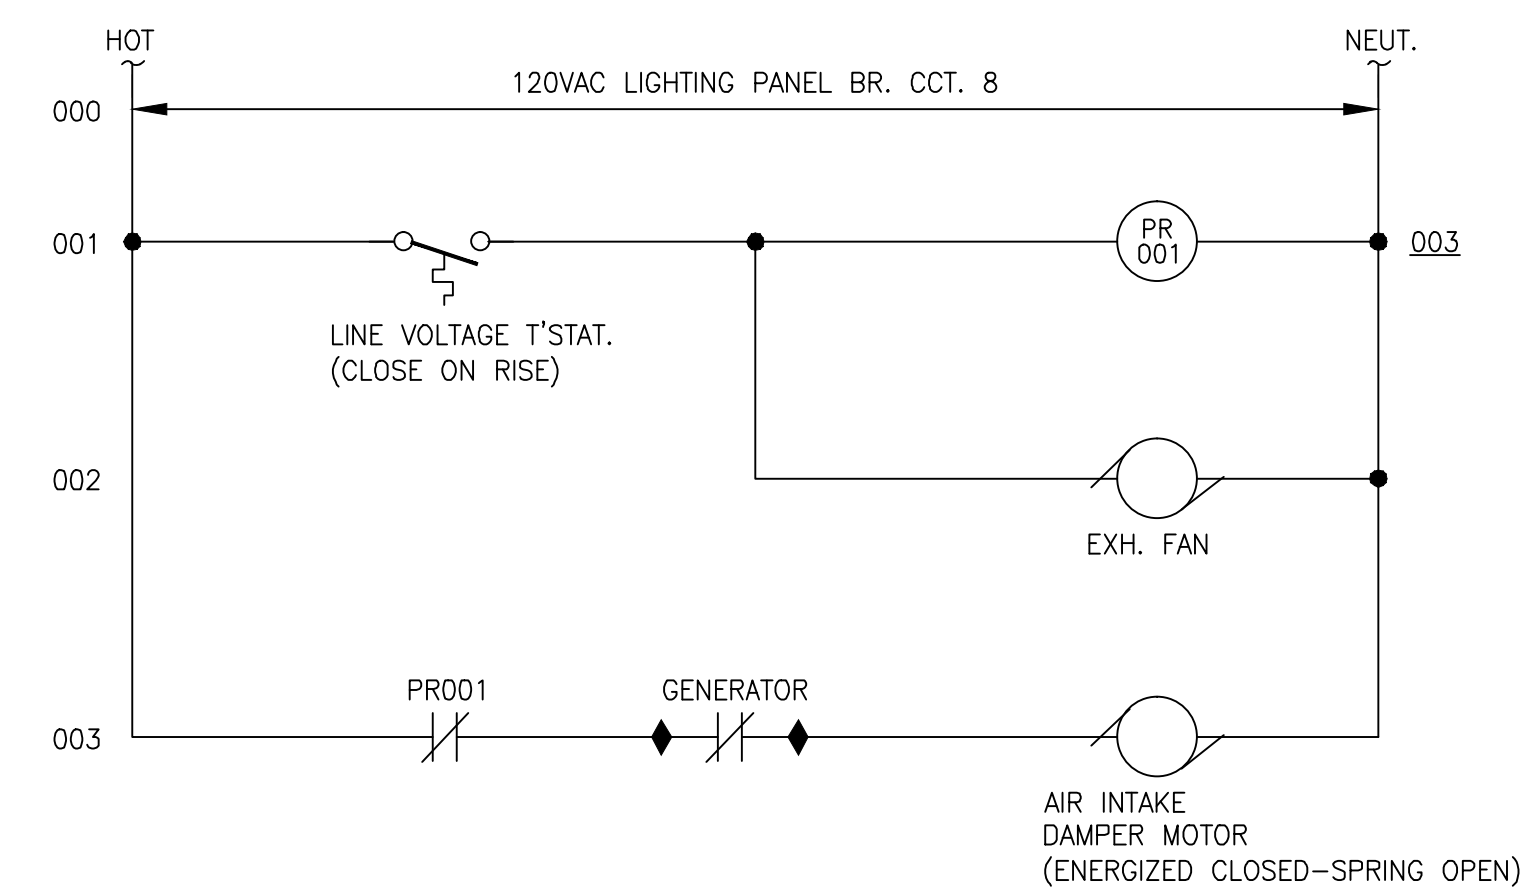 HOT
NEUT.
120VAC LIGHTING PANEL BR. CCT. 8
000
001
PR
001
003
LINE VOLTAGE T'STAT.
(CLOSE ON RISE)
002
EXH. FAN
PR001
GENERATOR
003
AIR INTAKE
DAMPER MOTOR
(ENERGIZED CLOSED-SPRING OPEN)